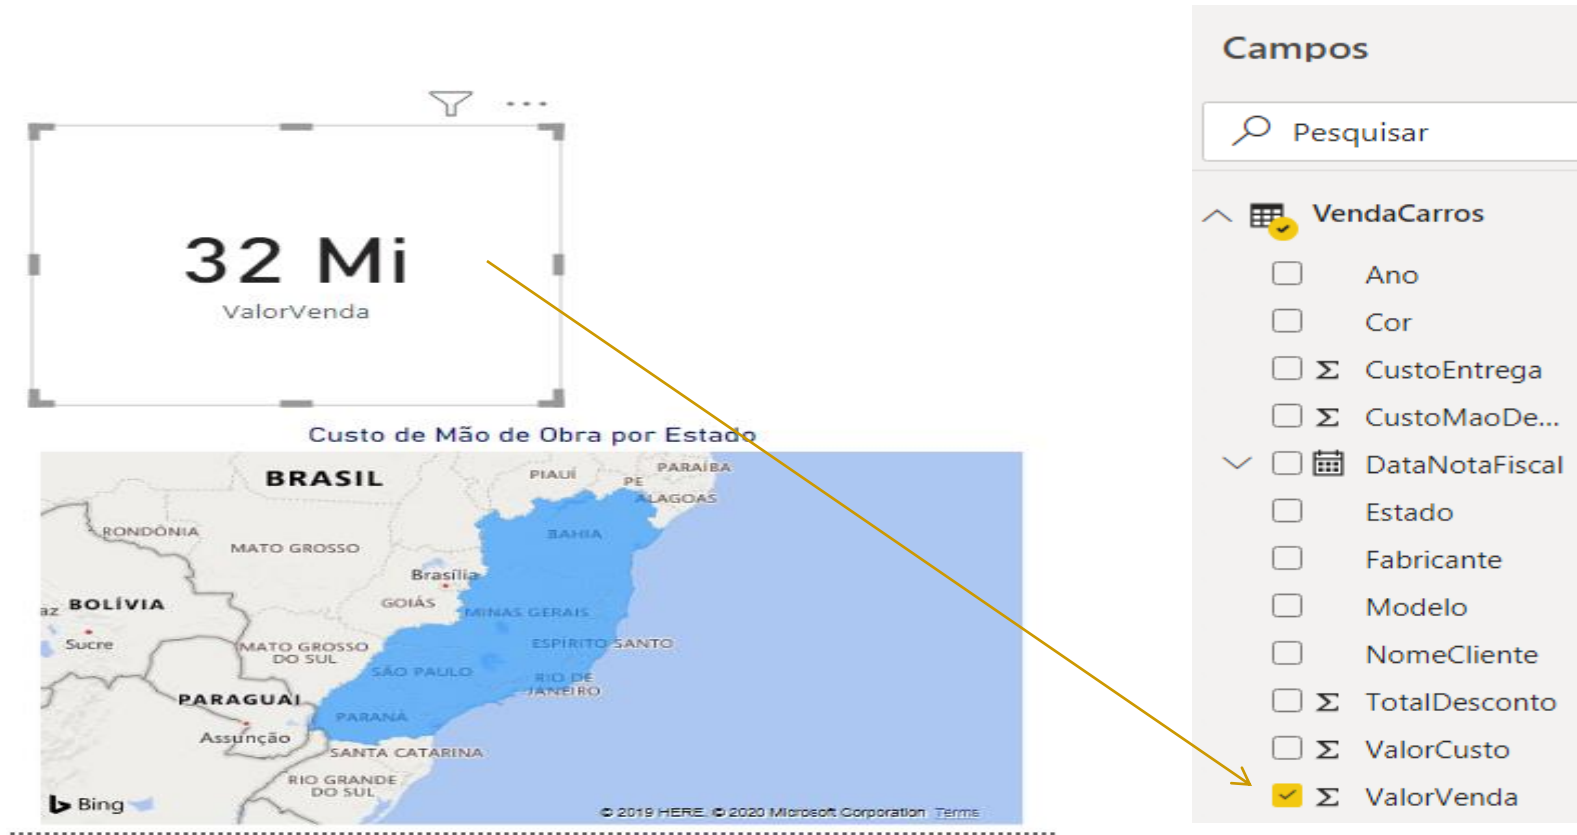 32 Mi
ValorVenda
Custo de Mão de Obra por Estado
BRASIL
PIAUÍ
PARAÍBA
PE
ALAGOAS
RONDÔNIA
MATO GROSSO
BAHIA
Brasília
GOIÁS
az BOLÍVIA
MINAS GERAIS
Sucre
MATO GROSSO
DO SUL
ESPÍRITO SANTO
SÃO PAULO
RIO DE
JANEIRO
PARAGUAI
PARANÁ
Assunção
SANTA CATARINA
RIO GRANDE
DO SUL
Bing
© 2019 HERE, © 2020 Microsoft Corporation Terms
Campos
Pesquisar
VendaCarros
Ano
Cor
Σ CustoEntrega
Σ CustoMaoDe...
DataNotaFiscal
Estado
Fabricante
Modelo
NomeCliente
Σ TotalDesconto
Σ ValorCusto
Σ ValorVenda